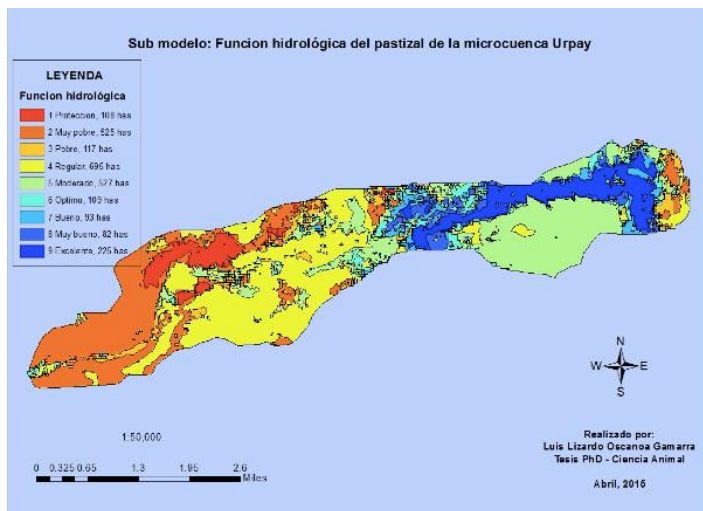 Sub modelo: Funcion hidrológica del pastizal de la microcuenca Urpay
LEYENDA
Funcion hidrológica
1 Proteccion, 108 has
2 Muy pobre, 525 has
3 Pobre, 117 has
4 Regular, 695 has
5 Moderado, 527 has
6 Optimo, 109 has
7 Bueno, 93 has
8 Muy bueno, 82 has
9 Excelente, 225 has
N
W E
S
1:50,000
0 0.325 0.65 1.3 1.95 2.6
Miles
Realizado por:
Luis Lizardo Oscanoa Gamarra
Tesis PhD - Ciencia Animal
Abril, 2015